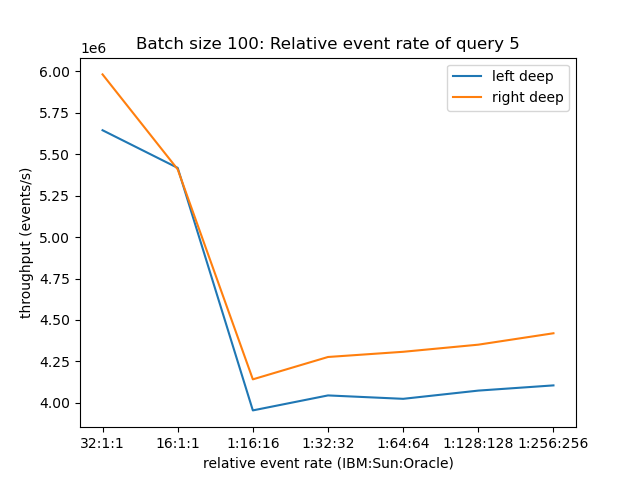 Batch size 100: Relative event rate of query 5
1e6
6.00
5.75
5.50
5.25
5.00
4.75
4.50
4.25
4.00
throughput (events/s)
left deep
right deep
32:1:1 16:1:1 1:16:16 1:32:32 1:64:64 1:128:128 1:256:256
relative event rate (IBM:Sun:Oracle)